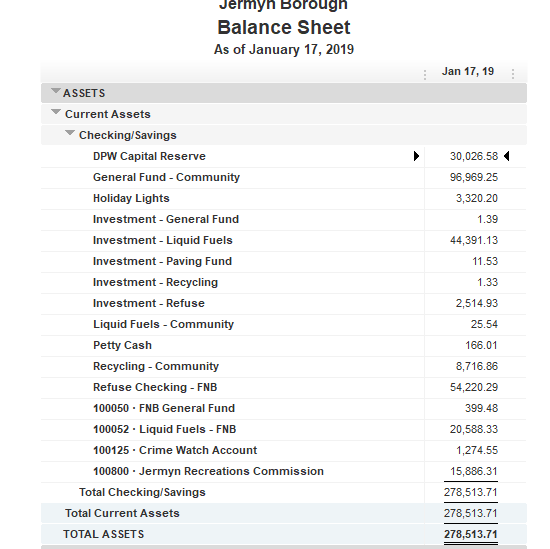 Jermyn Borough
Balance Sheet
As of January 17, 2019
Jan 17, 19
ASSETS
Current Assets
Checking/Savings
DPW Capital Reserve 30,026.58
General Fund - Community 96,969.25
Holiday Lights 3,320.20
Investment - General Fund 1.39
Investment - Liquid Fuels 44,391.13
Investment - Paving Fund 11.53
Investment - Recycling 1.33
Investment - Refuse 2,514.93
Liquid Fuels - Community 25.54
Petty Cash 166.01
Recycling - Community 8,716.86
Refuse Checking - FNB 54,220.29
100050 · FNB General Fund 399.48
100052 · Liquid Fuels - FNB 20,588.33
100125 · Crime Watch Account 1,274.55
100800 · Jermyn Recreations Commission 15,886.31
Total Checking/Savings 278,513.71
Total Current Assets 278,513.71
TOTAL ASSETS 278,513.71